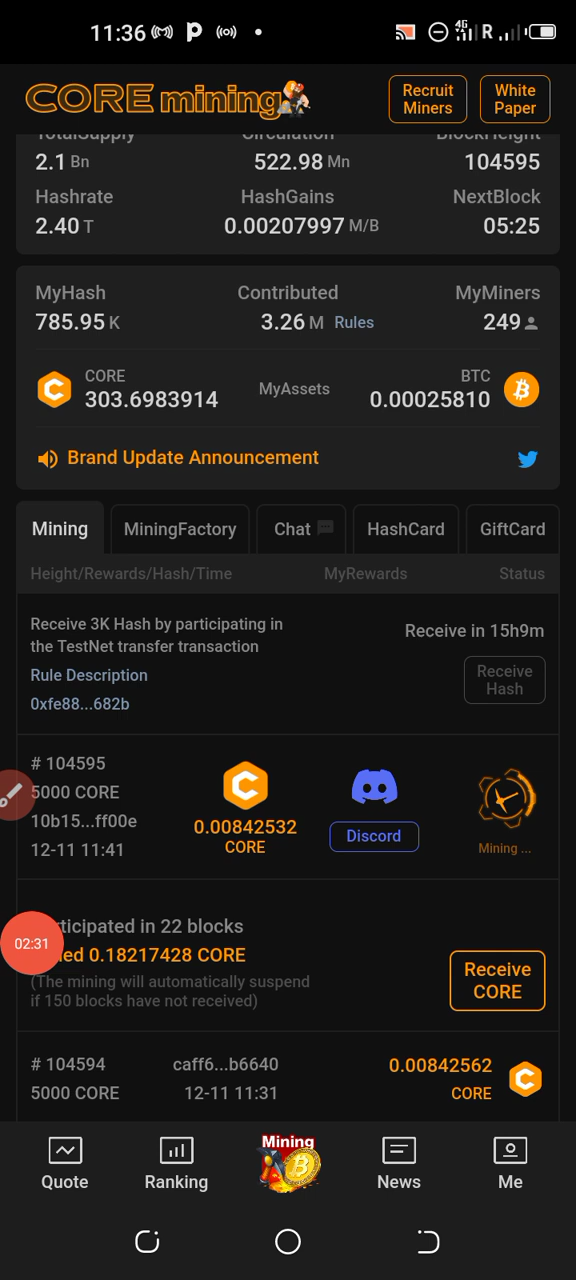 11:36
4G R
CORE mining
Recruit Miners
White Paper
TotalSupply Circulation BlockHeight
2.1 Bn 522.98 Mn 104595
Hashrate HashGains NextBlock
2.40 T 0.00207997 M/B 05:25
MyHash Contributed MyMiners
785.95 K 3.26 M Rules 249
CORE MyAssets BTC
303.6983914 0.00025810
Brand Update Announcement
Mining MiningFactory Chat HashCard GiftCard
Height/Rewards/Hash/Time MyRewards Status
Receive 3K Hash by participating in
the TestNet transfer transaction
Receive in 15h9m
Rule Description
Receive Hash
0xfe88...682b
# 104595
5000 CORE
10b15...ff00e
12-11 11:41
0.00842532
CORE
Discord
Mining ...
02:31
in 22 blocks
0.18217428 CORE
(The mining will automatically suspend
if 150 blocks have not received)
Receive
CORE
# 104594 caff6...b6640 0.00842562
5000 CORE 12-11 11:31 CORE
Mining
Quote Ranking News Me